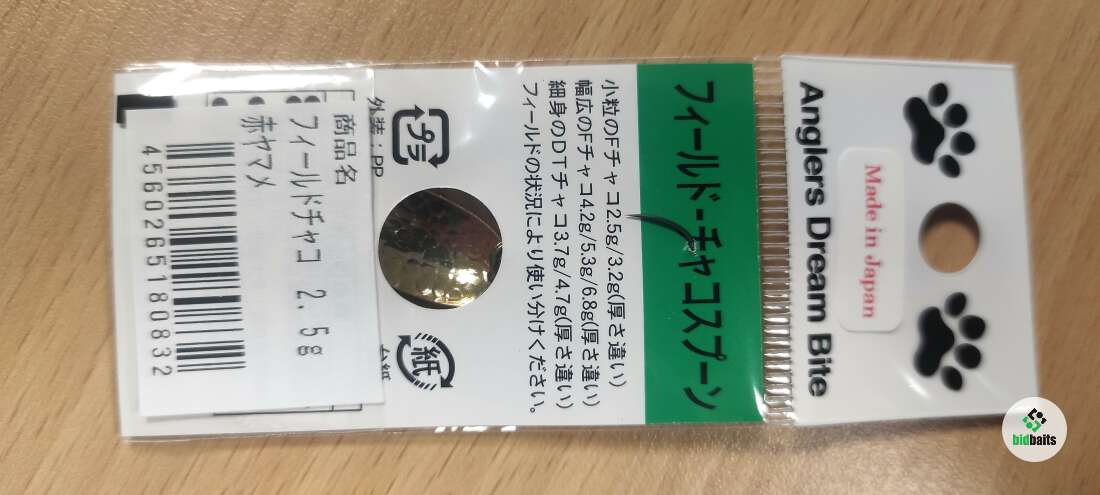 Anglers Dream Bite
Made in Japan
フィールド-チャコスプーン
小粒のFチャコ2.5g/3.2g(厚さ違い)
幅広のFチャコ4.2g/5.3g/6.8g(厚さ違い)
細身のDTチャコ3.7g/4.7g(厚さ違い)
フィールドの状況により使い分けください。
プラ
外装:PP
紙
商品名
フィールドチャコ 2.5g
赤ヤマメ
4560265180832
bidbaits